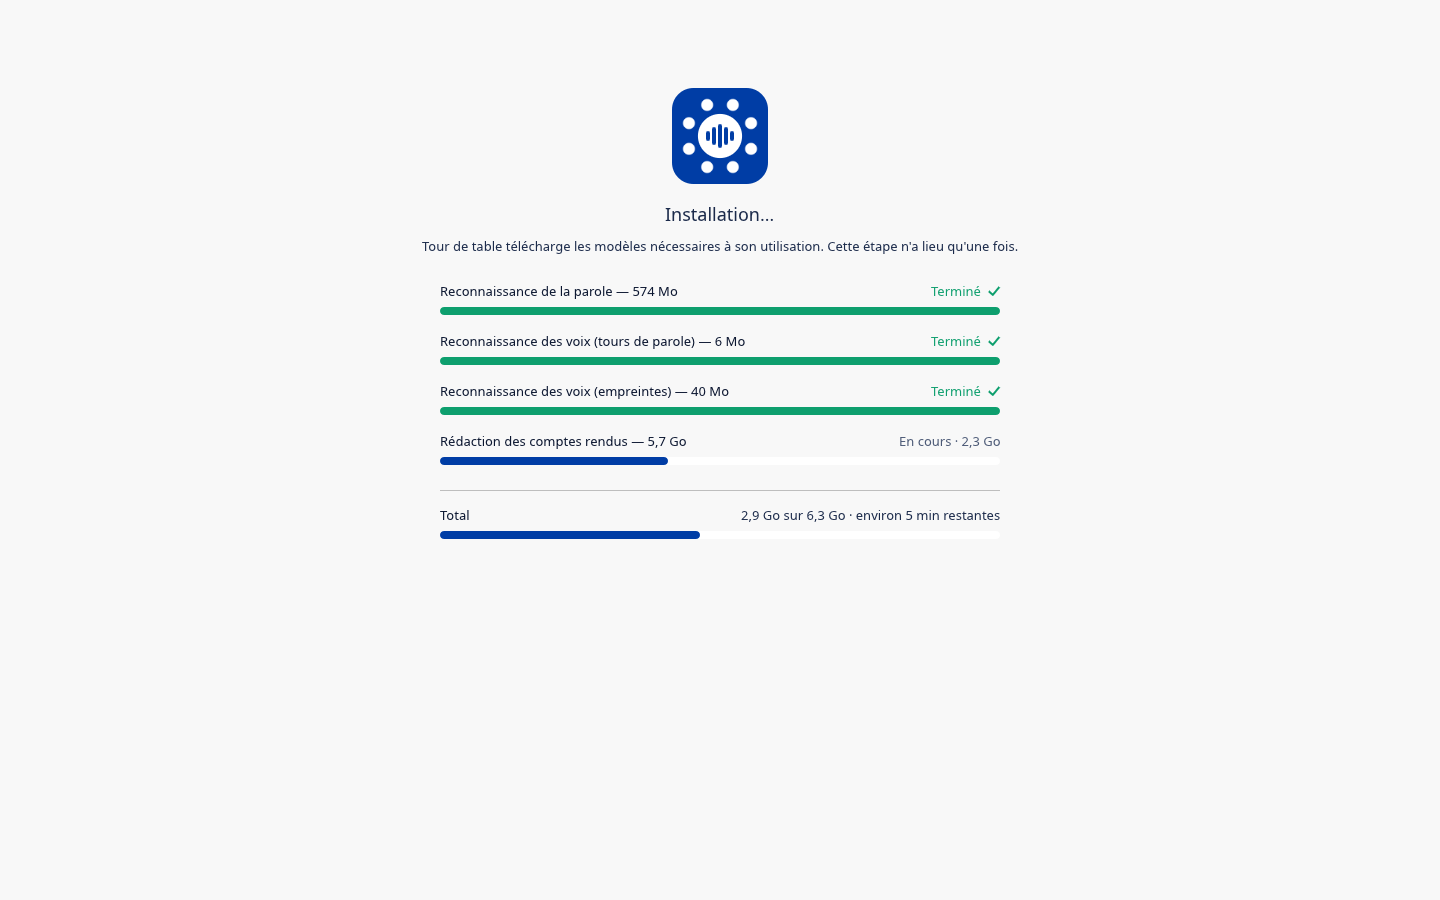 Installation...
Tour de table télécharge les modèles nécessaires à son utilisation. Cette étape n'a lieu qu'une fois.
Reconnaissance de la parole — 574 Mo Terminé ✓
Reconnaissance des voix (tours de parole) — 6 Mo Terminé ✓
Reconnaissance des voix (empreintes) — 40 Mo Terminé ✓
Rédaction des comptes rendus — 5,7 Go En cours · 2,3 Go
Total 2,9 Go sur 6,3 Go · environ 5 min restantes